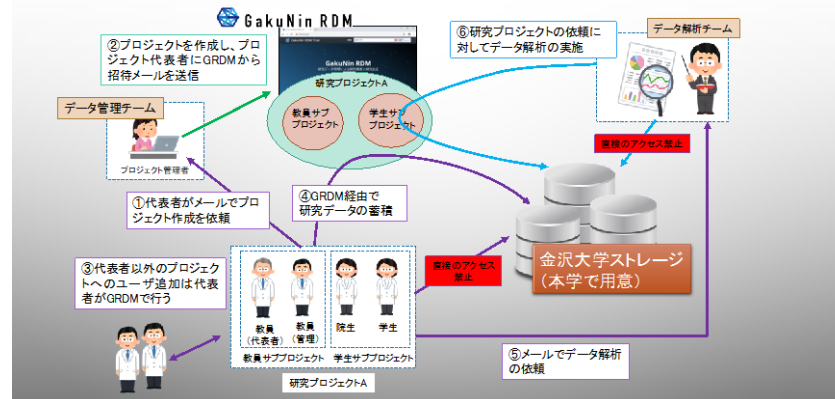 GakuNin RDM
②プロジェクトを作成し、プロ
ジェクト代表者にGRDMから
招待メールを送信
GakuNin RDM
研究プロジェクトA
教員サブ
プロジェクト
学生サブ
プロジェクト
⑥研究プロジェクトの依頼に
対してデータ解析の実施
データ解析チーム
データ管理チーム
プロジェクト管理者
直接のアクセス禁止
①代表者がメールでプロ
ジェクト作成を依頼
④GRDM経由で
研究データの蓄積
③代表者以外のプロジェク
トへのユーザ追加は代表
者がGRDMで行う
直接のアクセス
禁止
金沢大学ストレージ
(本学で用意)
教員
(代表者)
教員
(管理)
院生
学生
教員サブプロジェクト
学生サブプロジェクト
研究プロジェクトA
⑤メールでデータ解析
の依頼